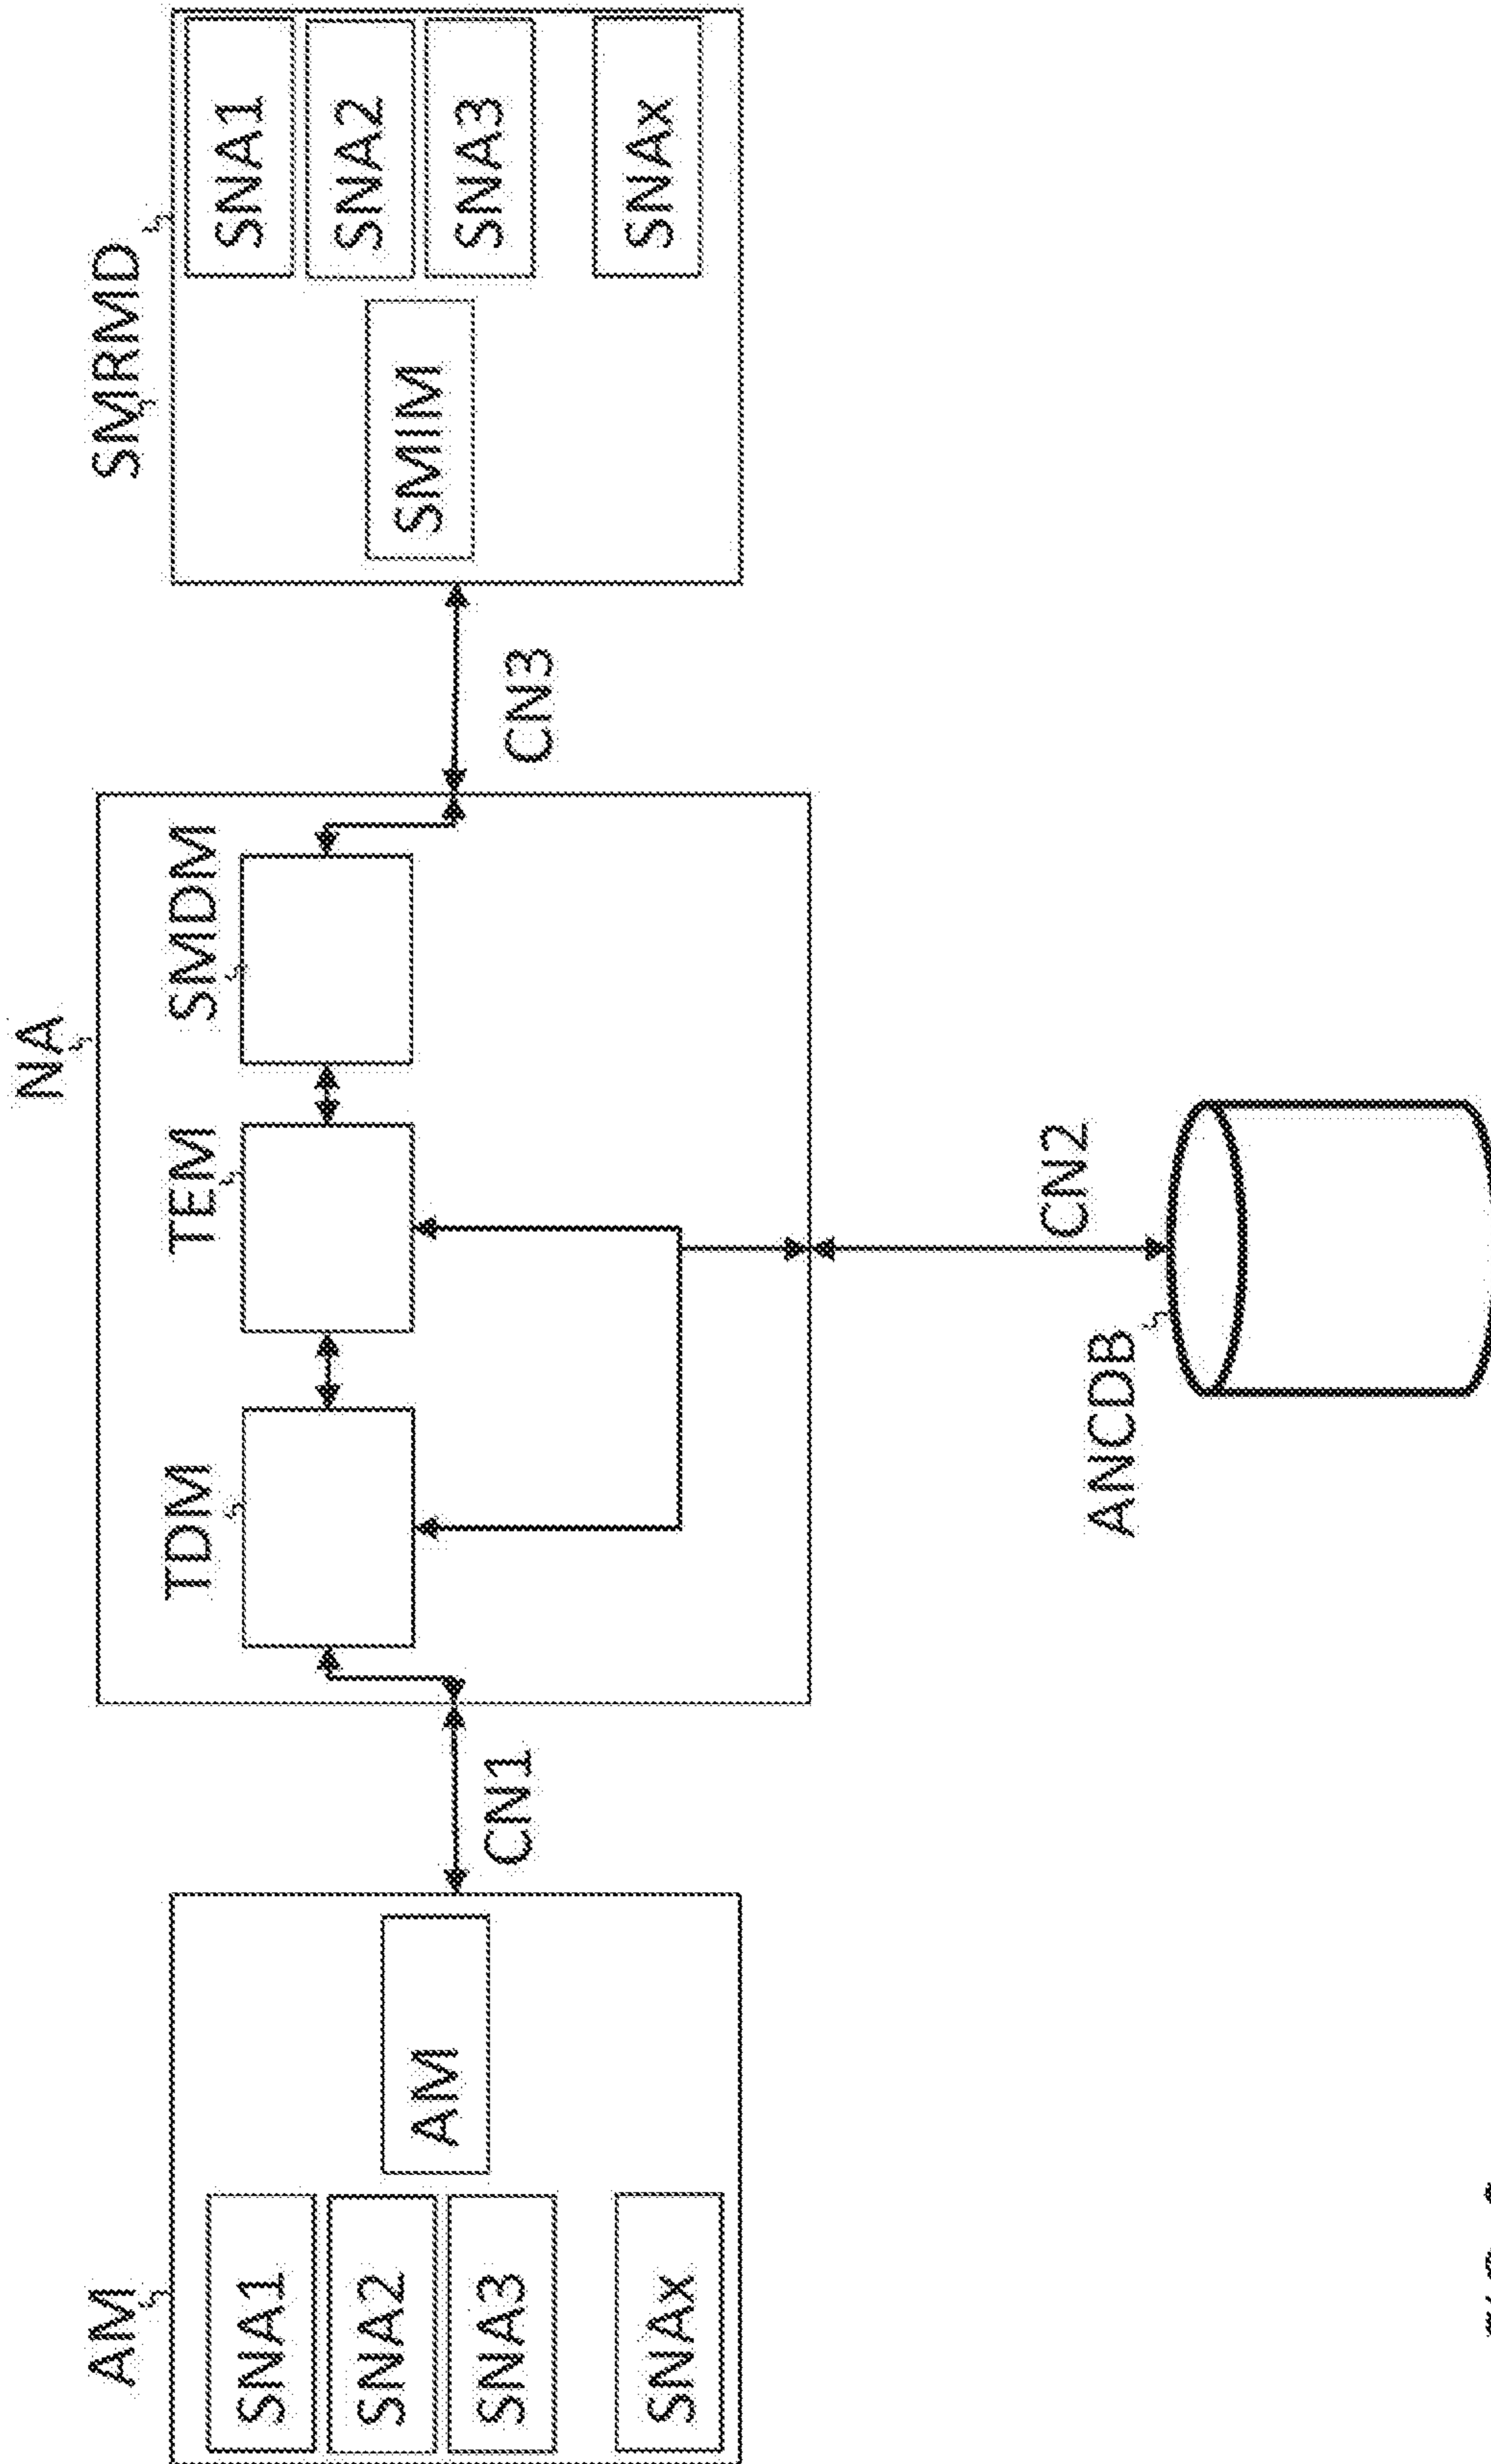 AM
SNA1
SNA2
SNA3
SNAx
AM
CN1
NA
TDM
TEM
SMDM
ANCDB
CN2
CN3
SMRMD
SMIM
SNA1
SNA2
SNA3
SNAx